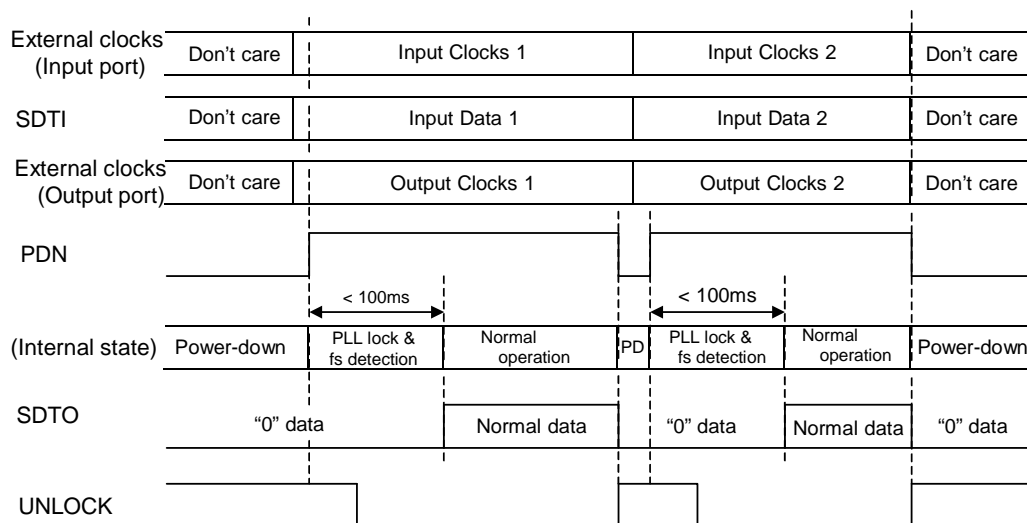 External clocks
(Input port)
Don't care
Input Clocks 1
Input Clocks 2
Don't care
SDTI
Don't care
Input Data 1
Input Data 2
Don't care
External clocks
(Output port)
Don't care
Output Clocks 1
Output Clocks 2
Don't care
PDN
< 100ms
< 100ms
(Internal state)
Power-down
PLL lock &
fs detection
Normal
operation
PD
PLL lock &
fs detection
Normal
operation
Power-down
SDTO
“0” data
Normal data
“0” data
Normal data
“0” data
UNLOCK